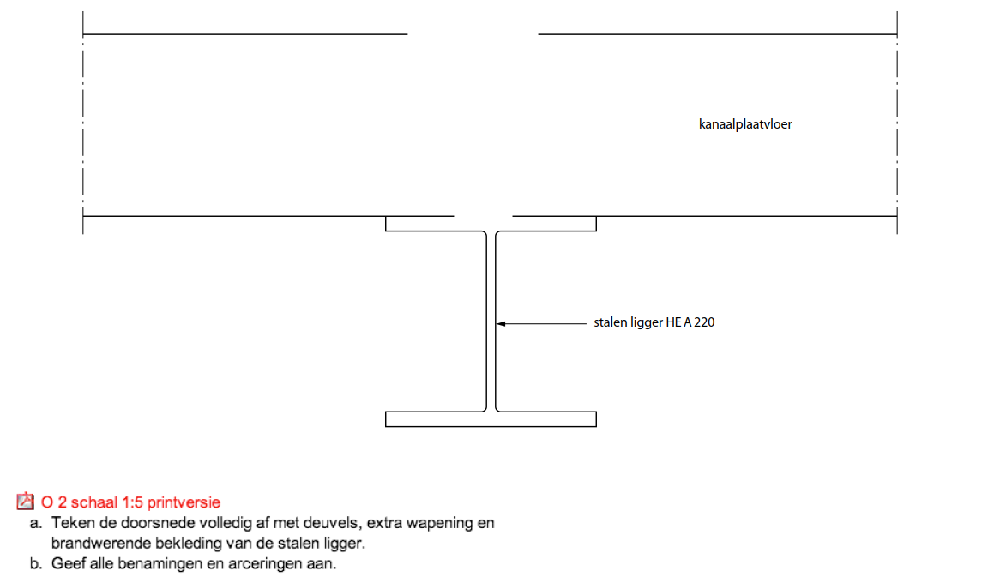 kanaalplaatvloer
stalen ligger HE A 220
O 2 schaal 1:5 printversie
a. Teken de doorsnede volledig af met deuvels, extra wapening en
brandwerende bekleding van de stalen ligger.
b. Geef alle benamingen en arceringen aan.